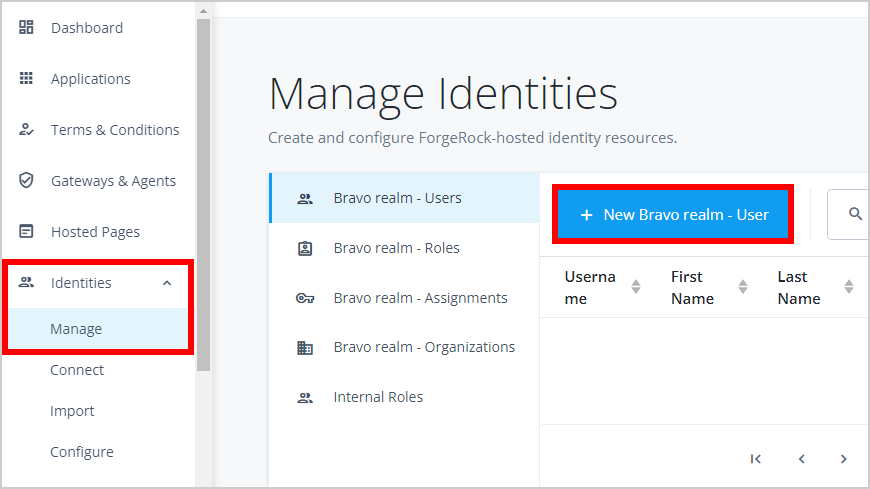 Dashboard
Applications
Terms & Conditions
Gateways & Agents
Hosted Pages
Identities
Manage
Connect
Import
Configure
Manage Identities
Create and configure ForgeRock-hosted identity resources.
Bravo realm - Users
Bravo realm - Roles
Bravo realm - Assignments
Bravo realm - Organizations
Internal Roles
+ New Bravo realm - User
Userna
me
First
Name
Last
Name